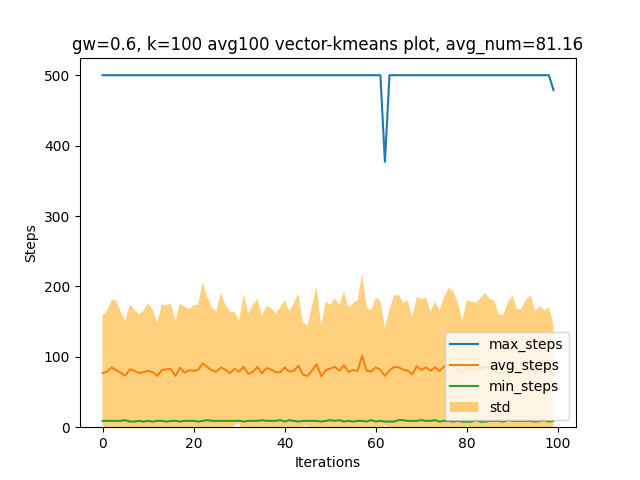 gw=0.6, k=100 avg100 vector-kmeans plot, avg_num=81.16
500
400
300
200
100
0
Steps
max_steps
avg_steps
min_steps
std
0 20 40 60 80 100
Iterations